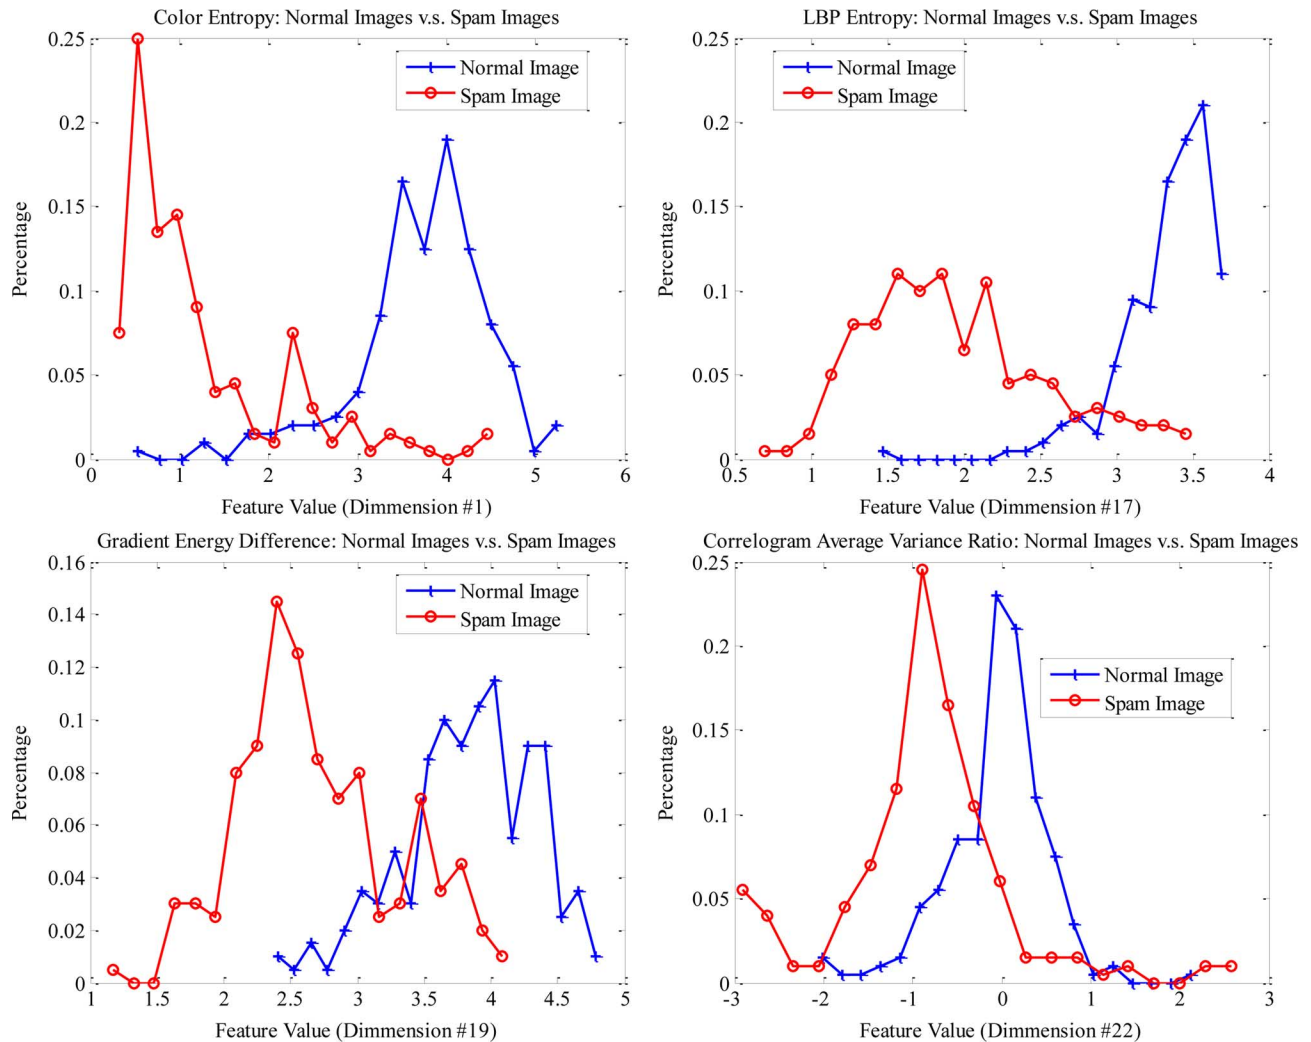 Color Entropy: Normal Images v.s. Spam Images
0.25
0.2
0.15
0.1
0.05
0
Percentage
Normal Image
Spam Image
0 1 2 3 4 5 6
Feature Value (Dimmension #1)
LBP Entropy: Normal Images v.s. Spam Images
0.25
0.2
0.15
0.1
0.05
0
Percentage
Normal Image
Spam Image
0.5 1 1.5 2 2.5 3 3.5 4
Feature Value (Dimmension #17)
Gradient Energy Difference: Normal Images v.s. Spam Images
0.16
0.14
0.12
0.1
0.08
0.06
0.04
0.02
0
Percentage
Normal Image
Spam Image
1 1.5 2 2.5 3 3.5 4 4.5 5
Feature Value (Dimmension #19)
Correlogram Average Variance Ratio: Normal Images v.s. Spam Images
0.25
0.2
0.15
0.1
0.05
0
Percentage
Normal Image
Spam Image
-3 -2 -1 0 1 2 3
Feature Value (Dimmension #22)